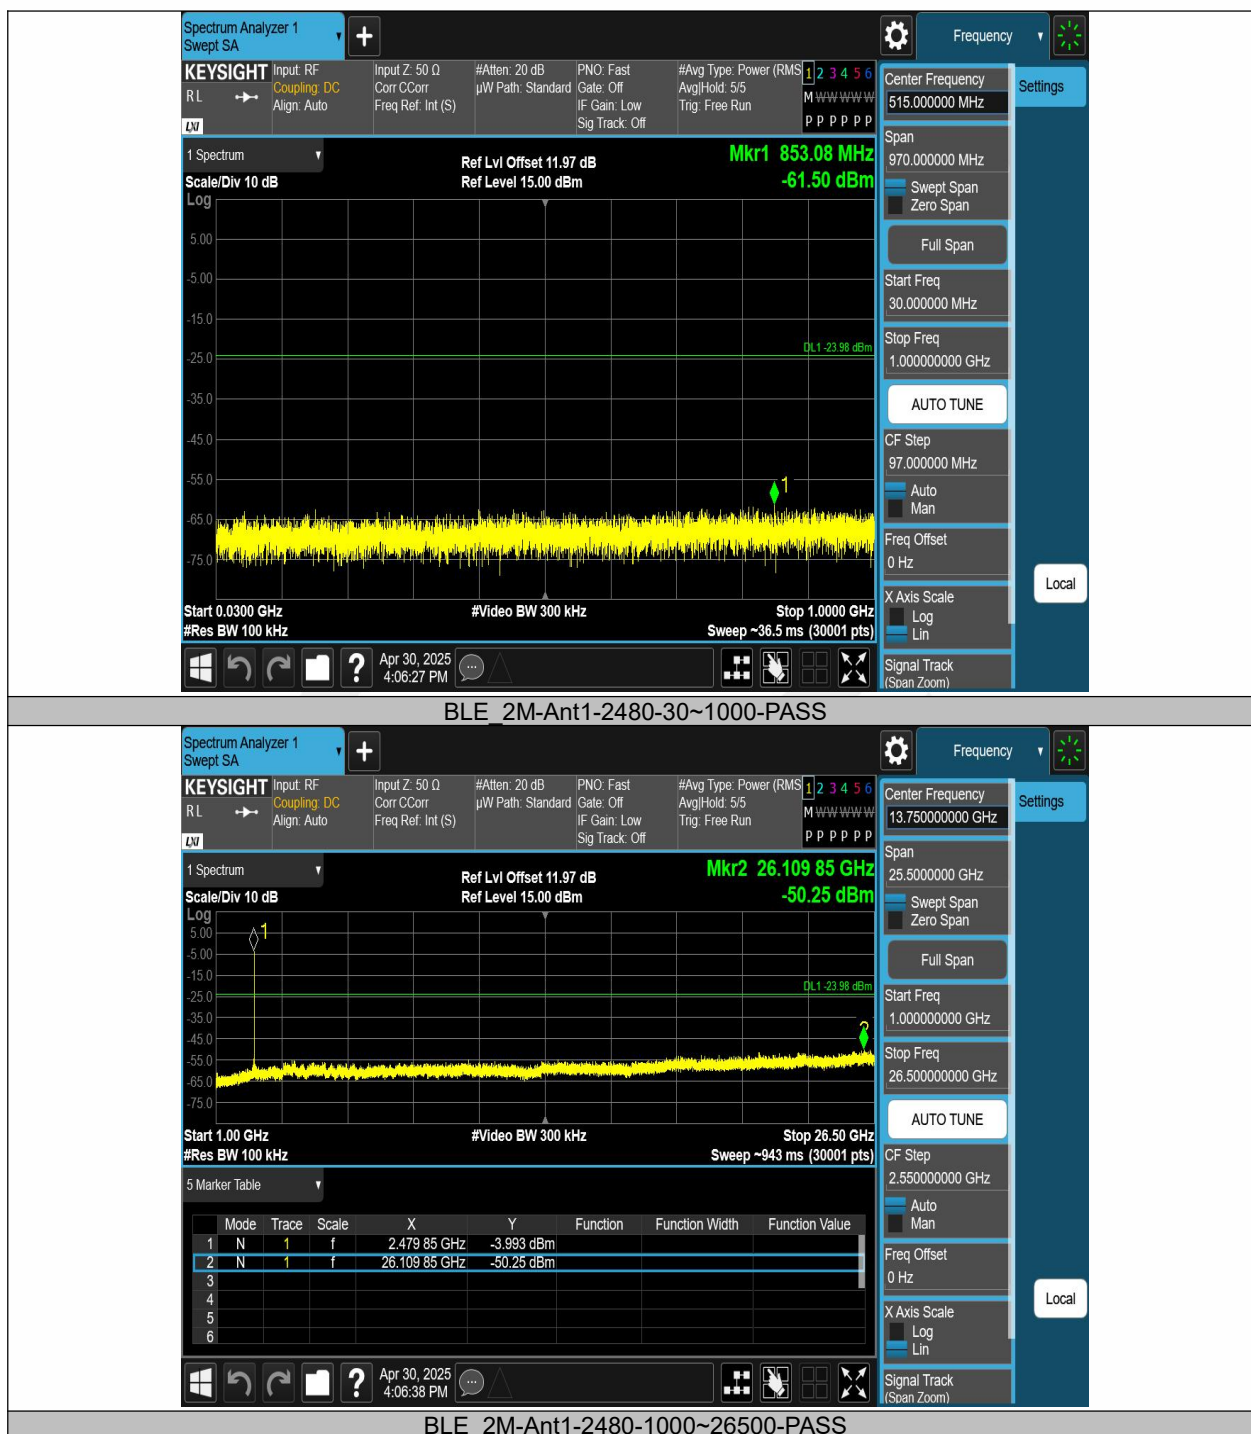 Spectrum Analyzer 1
Swept SA
Frequency
KEYSIGHT
RL
LXI
Input: RF
Coupling: DC
Align: Auto
Input Z: 50 Ω
Corr CCorr
Freq Ref: Int (S)
#Atten: 20 dB
µW Path: Standard
PNO: Fast
Gate: Off
IF Gain: Low
Sig Track: Off
#Avg Type: Power (RMS
Avg|Hold: 5/5
Trig: Free Run
1 2 3 4 5 6
M W W W W W
P P P P P P
1 Spectrum
Scale/Div 10 dB
Ref Lvl Offset 11.97 dB
Ref Level 15.00 dBm
Mkr1 853.08 MHz
-61.50 dBm
Log
5.00
-5.00
-15.0
-25.0
-35.0
-45.0
-55.0
-65.0
-75.0
DL1 -23.98 dBm
1
Start 0.0300 GHz
#Video BW 300 kHz
Stop 1.0000 GHz
#Res BW 100 kHz
Sweep ~36.5 ms (30001 pts)
Apr 30, 2025
4:06:27 PM
Center Frequency
515.000000 MHz
Settings
Span
970.000000 MHz
Swept Span
Zero Span
Full Span
Start Freq
30.000000 MHz
Stop Freq
1.000000000 GHz
AUTO TUNE
CF Step
97.000000 MHz
Auto
Man
Freq Offset
0 Hz
X Axis Scale
Log
Lin
Local
Signal Track
(Span Zoom)
BLE_2M-Ant1-2480-30~1000-PASS
Spectrum Analyzer 1
Swept SA
Frequency
KEYSIGHT
RL
LXI
Input: RF
Coupling: DC
Align: Auto
Input Z: 50 Ω
Corr CCorr
Freq Ref: Int (S)
#Atten: 20 dB
µW Path: Standard
PNO: Fast
Gate: Off
IF Gain: Low
Sig Track: Off
#Avg Type: Power (RMS
Avg|Hold: 5/5
Trig: Free Run
1 2 3 4 5 6
M W W W W W
P P P P P P
1 Spectrum
Scale/Div 10 dB
Ref Lvl Offset 11.97 dB
Ref Level 15.00 dBm
Mkr2 26.109 85 GHz
-50.25 dBm
Log
5.00
-5.00
-15.0
-25.0
-35.0
-45.0
-55.0
-65.0
-75.0
1
DL1 -23.98 dBm
2
Start 1.00 GHz
#Video BW 300 kHz
Stop 26.50 GHz
#Res BW 100 kHz
Sweep ~943 ms (30001 pts)
5 Marker Table
Mode Trace Scale X Y Function Function Width Function Value
1 N 1 f 2.479 85 GHz -3.993 dBm
2 N 1 f 26.109 85 GHz -50.25 dBm
3
4
5
6
Apr 30, 2025
4:06:38 PM
Center Frequency
13.750000000 GHz
Settings
Span
25.5000000 GHz
Swept Span
Zero Span
Full Span
Start Freq
1.000000000 GHz
Stop Freq
26.500000000 GHz
AUTO TUNE
CF Step
2.550000000 GHz
Auto
Man
Freq Offset
0 Hz
X Axis Scale
Log
Lin
Local
Signal Track
(Span Zoom)
BLE_2M-Ant1-2480-1000~26500-PASS